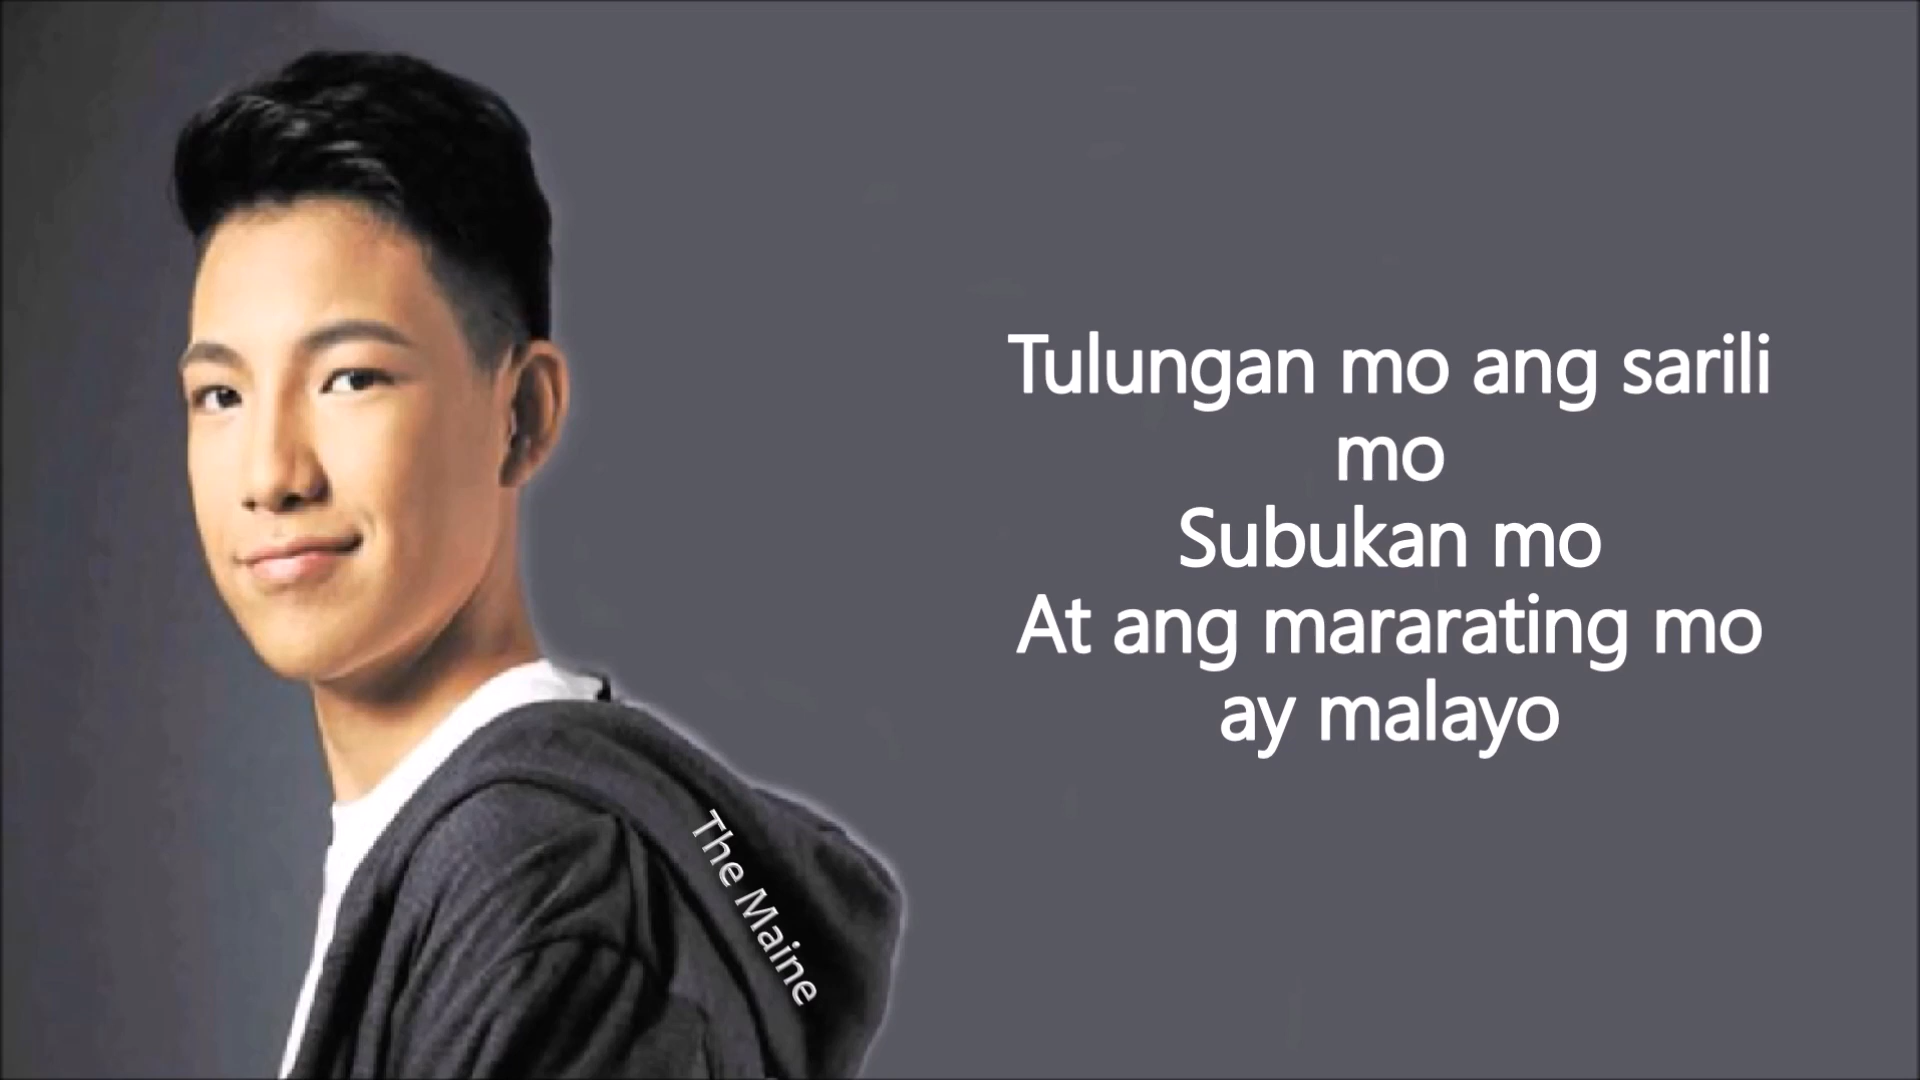 Tulungan mo ang sarili
mo
Subukan mo
At ang mararating mo
ay malayo
The Maine